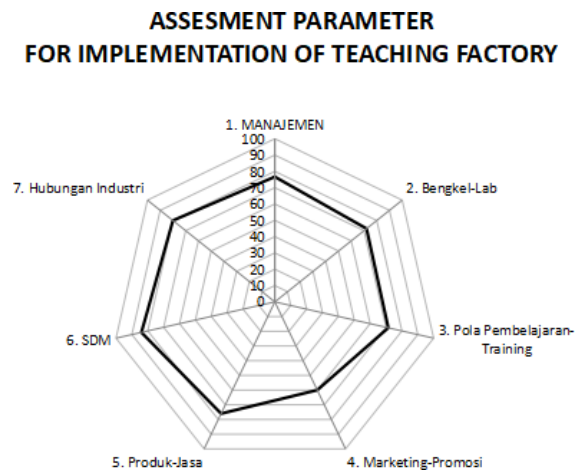 ASSESMENT PARAMETER
FOR IMPLEMENTATION OF TEACHING FACTORY
1. MANAJEMEN
100
90
80
70
60
50
40
30
20
10
0
2. Bengkel-Lab
3. Pola Pembelajaran-
Training
4. Marketing-Promosi
5. Produk-Jasa
6. SDM
7. Hubungan Industri